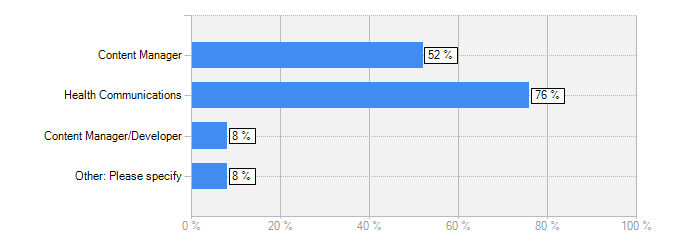 Content Manager 52 %
Health Communications 76 %
Content Manager/Developer 8 %
Other: Please specify 8 %
0 % 20 % 40 % 60 % 80 % 100 %